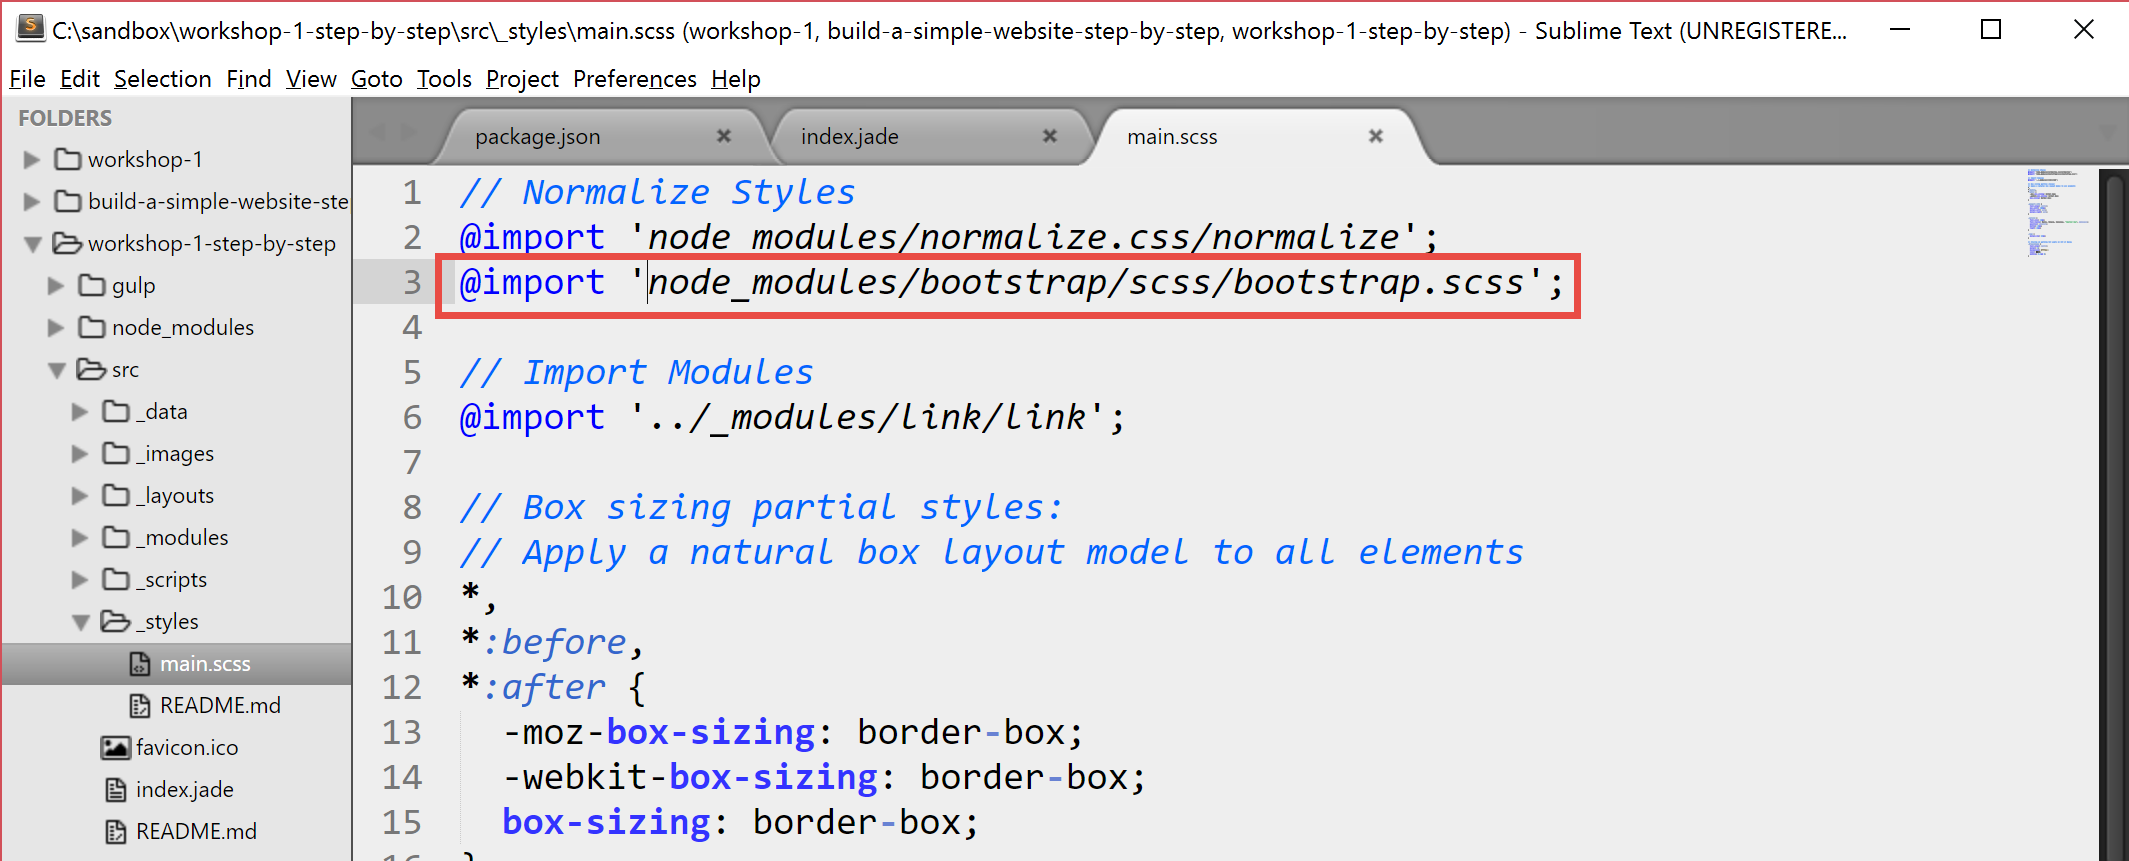 C:\sandbox\workshop-1-step-by-step\src\_styles\main.scss (workshop-1, build-a-simple-website-step-by-step, workshop-1-step-by-step) - Sublime Text (UNREGISTERE...
File Edit Selection Find View Goto Tools Project Preferences Help
FOLDERS
workshop-1
build-a-simple-website-ste
workshop-1-step-by-step
gulp
node_modules
src
_data
_images
_layouts
_modules
_scripts
_styles
main.scss
README.md
favicon.ico
index.jade
README.md
package.json
index.jade
main.scss
1 // Normalize Styles
2 @import 'node_modules/normalize.css/normalize';
3 @import 'node_modules/bootstrap/scss/bootstrap.scss';
4
5 // Import Modules
6 @import '../_modules/link/link';
7
8 // Box sizing partial styles:
9 // Apply a natural box layout model to all elements
10 *,
11 *:before,
12 *:after {
13 -moz-box-sizing: border-box;
14 -webkit-box-sizing: border-box;
15 box-sizing: border-box;